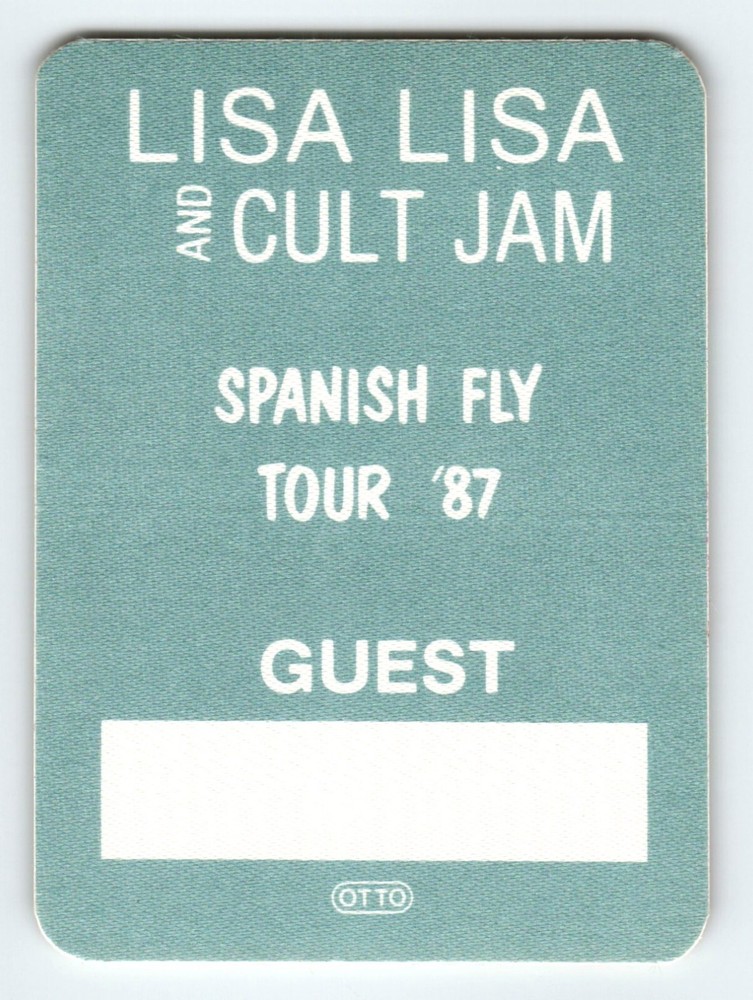 LISA LISA
AND CULT JAM
SPANISH FLY
TOUR '87
GUEST
OTTO